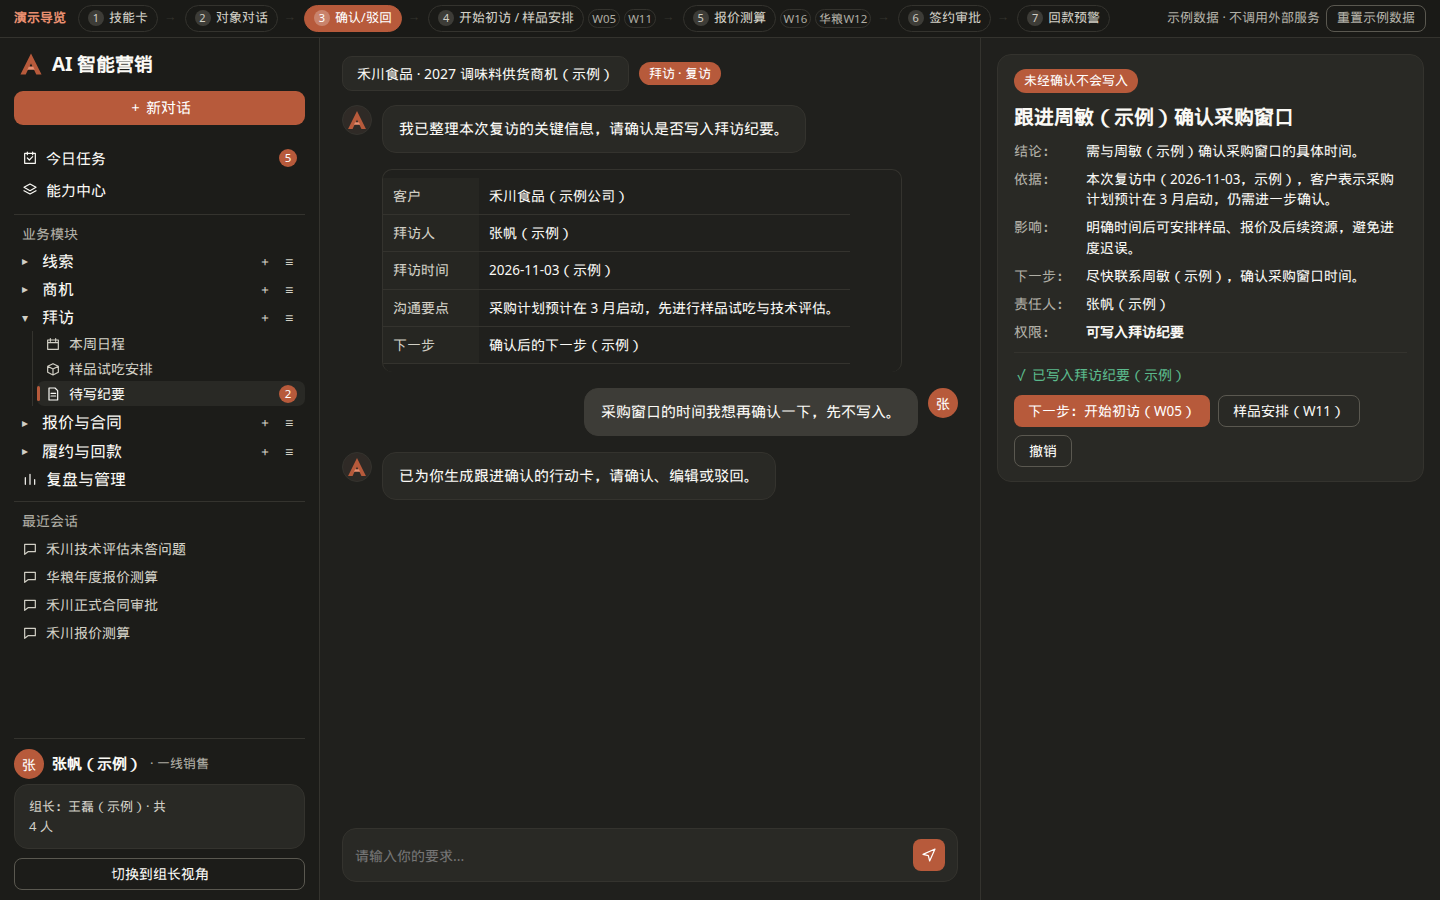 演示导览
1 技能卡
2 对象对话
3 确认/驳回
4 开始初访 / 样品安排
W05
W11
5 报价测算
W16
华粮W12
6 签约审批
7 回款预警
示例数据 · 不调用外部服务
重置示例数据
AI 智能营销
+ 新对话
今日任务
5
能力中心
业务模块
线索
商机
拜访
本周日程
样品试吃安排
待写纪要
2
报价与合同
履约与回款
复盘与管理
最近会话
禾川技术评估未答问题
华粮年度报价测算
禾川正式合同审批
禾川报价测算
张
张帆（示例）
· 一线销售
组长：王磊（示例）· 共
4 人
切换到组长视角
禾川食品 · 2027 调味料供货商机（示例）
拜访 · 复访
我已整理本次复访的关键信息，请确认是否写入拜访纪要。
客户 禾川食品（示例公司）
拜访人 张帆（示例）
拜访时间 2026-11-03（示例）
沟通要点 采购计划预计在 3 月启动，先进行样品试吃与技术评估。
下一步 确认后的下一步（示例）
采购窗口的时间我想再确认一下，先不写入。
张
已为你生成跟进确认的行动卡，请确认、编辑或驳回。
请输入你的要求...
未经确认不会写入
跟进周敏（示例）确认采购窗口
结论： 需与周敏（示例）确认采购窗口的具体时间。
依据： 本次复访中（2026-11-03，示例），客户表示采购
计划预计在 3 月启动，仍需进一步确认。
影响： 明确时间后可安排样品、报价及后续资源，避免进
度迟误。
下一步： 尽快联系周敏（示例），确认采购窗口时间。
责任人： 张帆（示例）
权限： 可写入拜访纪要
✓ 已写入拜访纪要（示例）
下一步：开始初访（W05）
样品安排（W11）
撤销